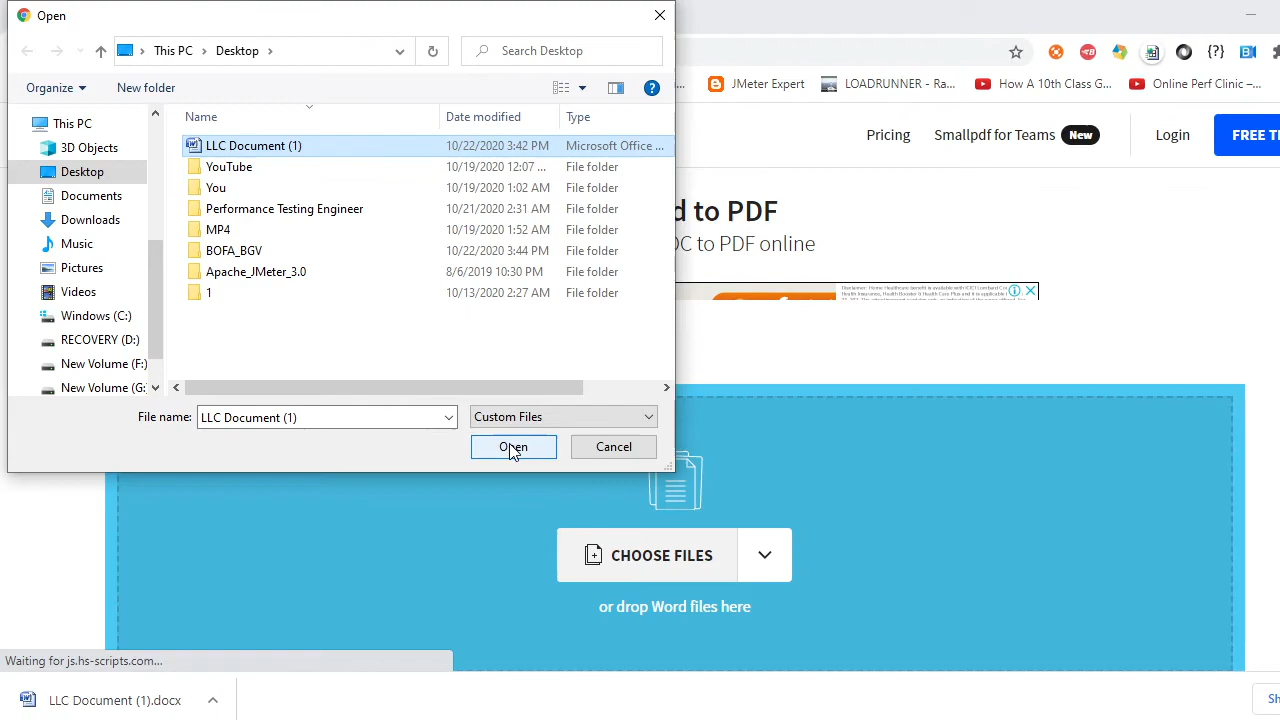 Open
This PC > Desktop >
Search Desktop
Organize
New folder
Name
Date modified
Type
This PC
3D Objects
Desktop
Documents
Downloads
Music
Pictures
Videos
Windows (C:)
RECOVERY (D:)
New Volume (F:)
New Volume (G:
LLC Document (1) 10/22/2020 3:42 PM Microsoft Office ...
YouTube 10/19/2020 12:07 ... File folder
You 10/19/2020 1:02 AM File folder
Performance Testing Engineer 10/21/2020 2:31 AM File folder
MP4 10/19/2020 1:52 AM File folder
BOFA_BGV 10/22/2020 3:44 PM File folder
Apache_JMeter_3.0 8/6/2019 10:30 PM File folder
1 10/13/2020 2:27 AM File folder
File name: LLC Document (1)
Custom Files
Open
Cancel
{?}
... JMeter Expert LOADRUNNER - Ra... How A 10th Class G... Online Perf Clinic –...
Pricing
Smallpdf for Teams New
Login
FREE T
d to PDF
OC to PDF online
CHOOSE FILES
or drop Word files here
Waiting for js.hs-scripts.com...
LLC Document (1).docx
Sh